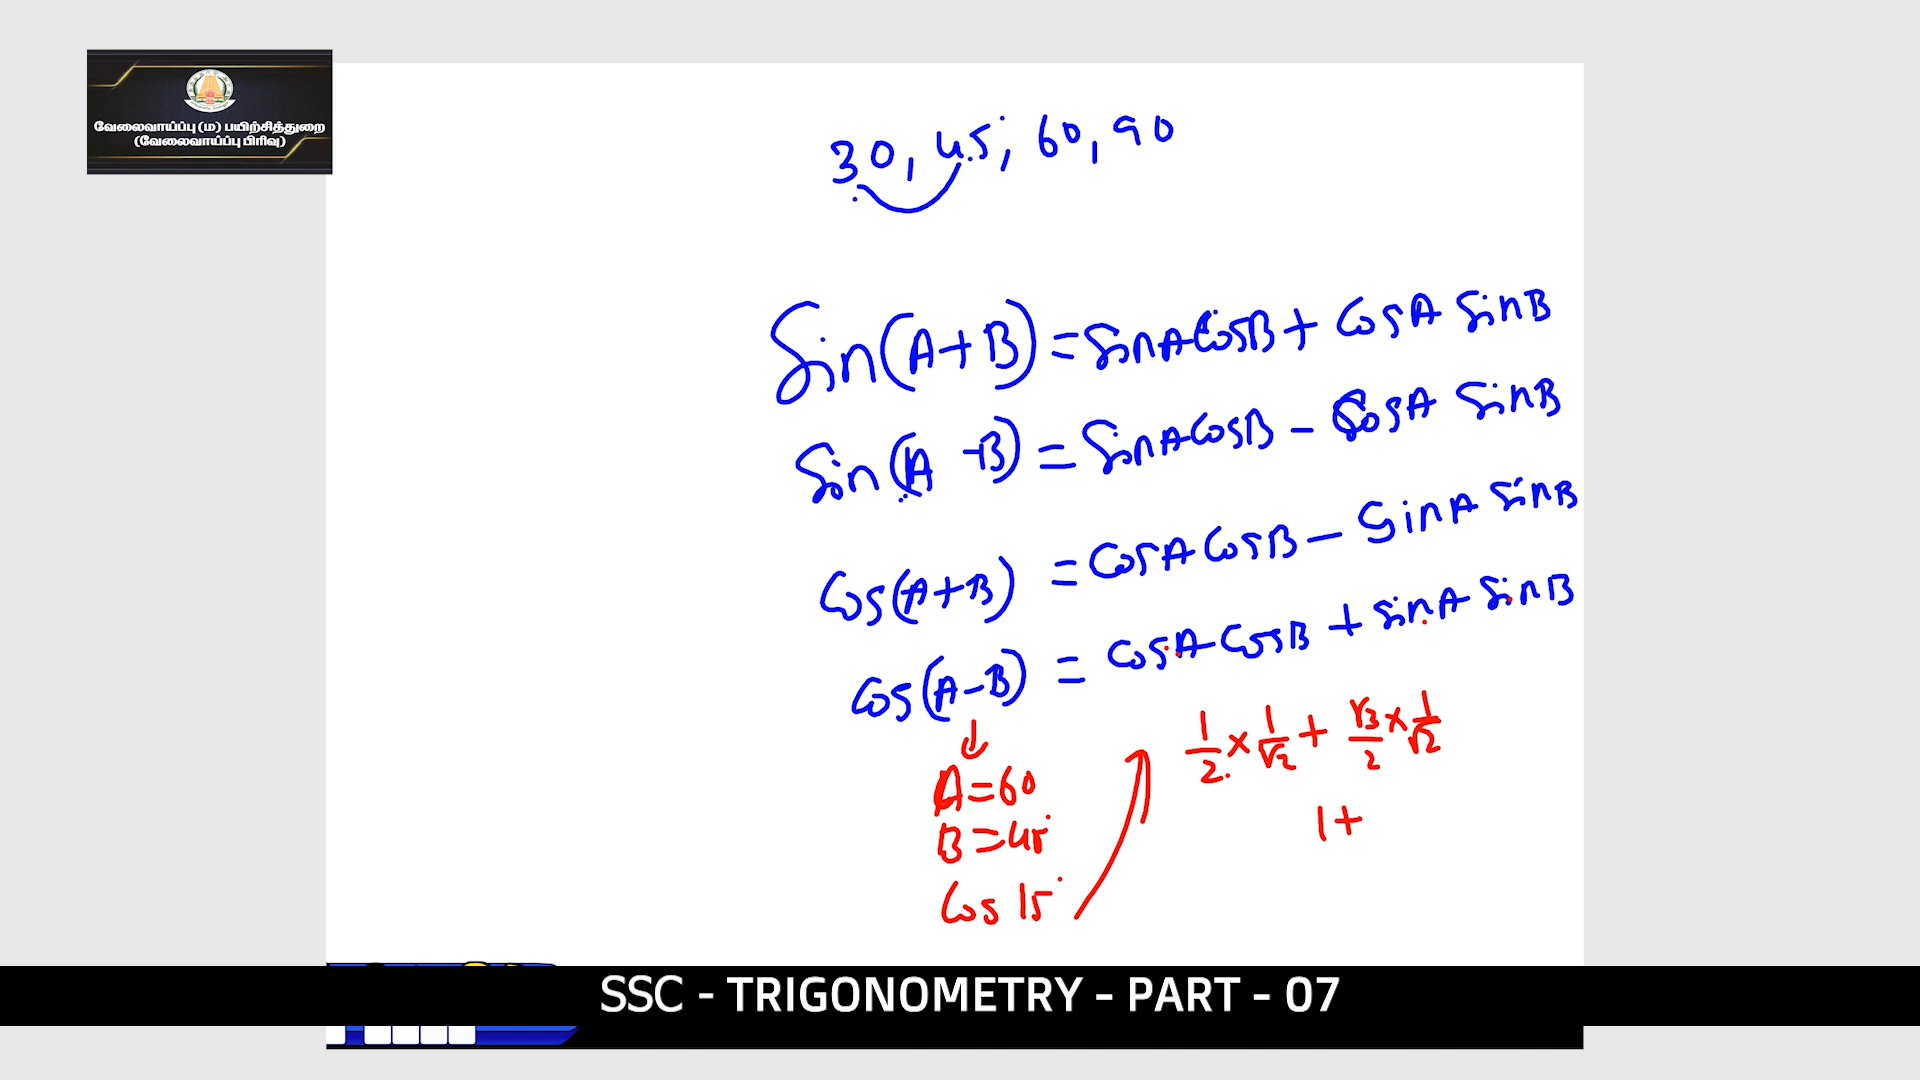 வேலைவாய்ப்பு (ம) பயிற்சித்துறை
(வேலைவாய்ப்பு பிரிவு)
30, 45, 60, 90
Sin(A+B) = SinA CosB + CosA SinB
Sin(A-B) = SinA CosB - CosA SinB
Cos(A+B) = CosA CosB - SinA SinB
Cos(A-B) = CosA CosB + SinA SinB
↓
A=60
B=45
Cos 15
1/2 × 1/√2 + √3/2 × 1/√2
1+
SSC - TRIGONOMETRY - PART - 07